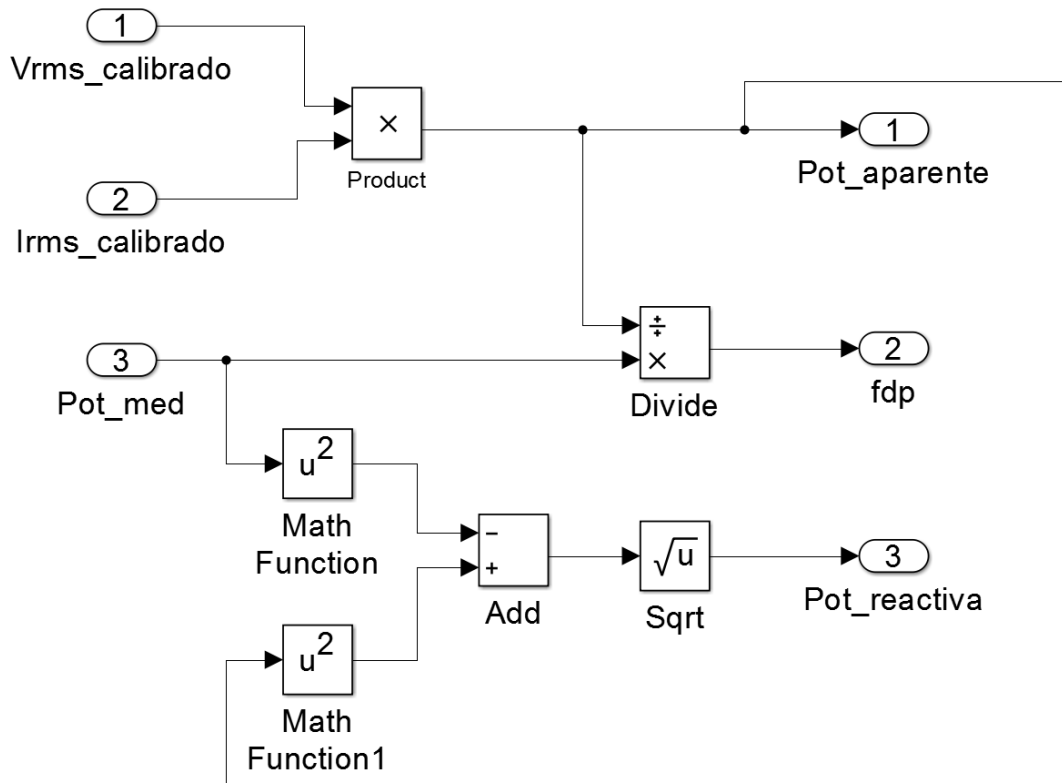 1
Vrms_calibrado
×
Product
1
Pot_aparente
2
Irms_calibrado
3
Pot_med
÷
×
Divide
2
fdp
u²
Math
Function
−
+
Add
√u
Sqrt
3
Pot_reactiva
u²
Math
Function1